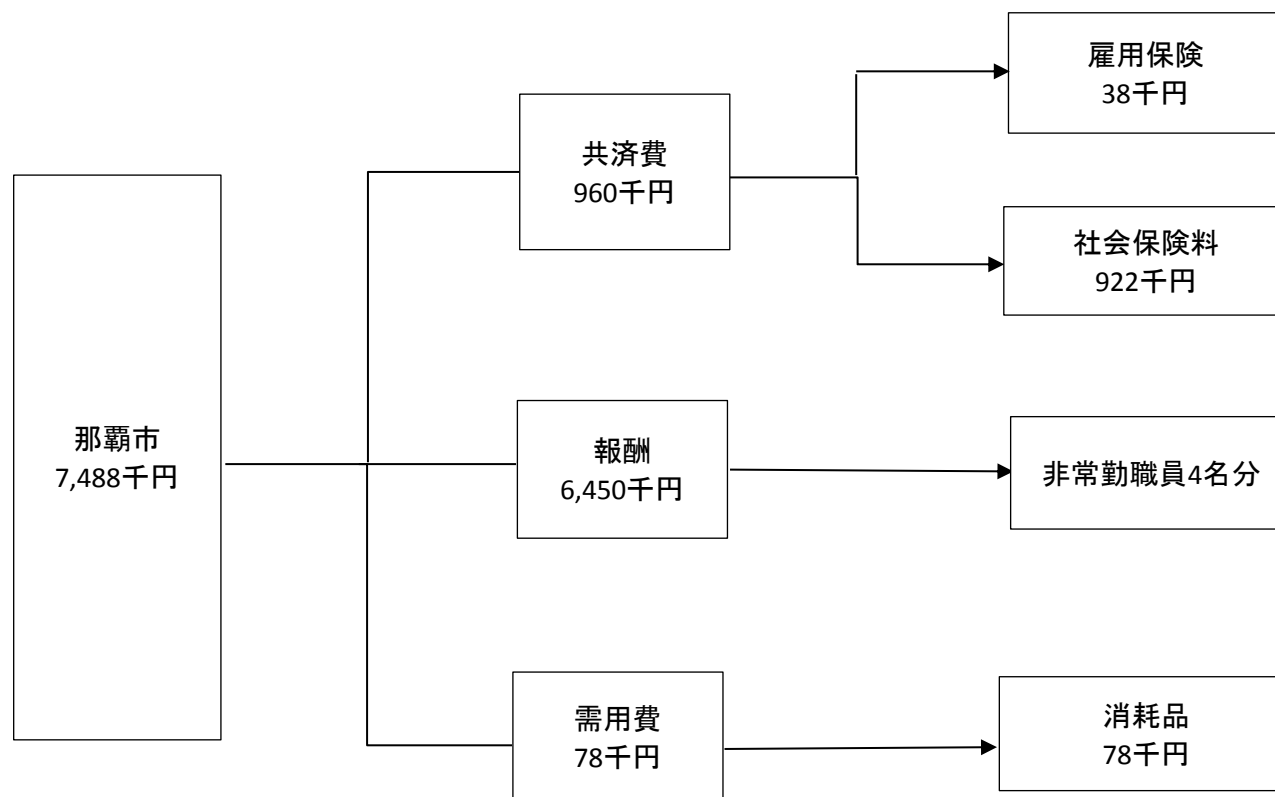 那覇市
7,488千円
共済費
960千円
雇用保険
38千円
社会保険料
922千円
報酬
6,450千円
非常勤職員4名分
需用費
78千円
消耗品
78千円